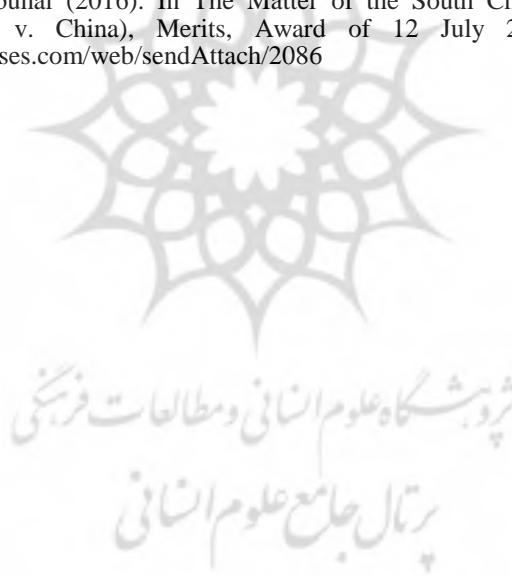 unal (2016). In The Matter of the South Ch
v. China), Merits, Award of 12 July 2
ses.com/web/sendAttach/2086
پژوهشگاه علوم انسانی و مطالعات فرهنگی
پرتال جامع علوم انسانی